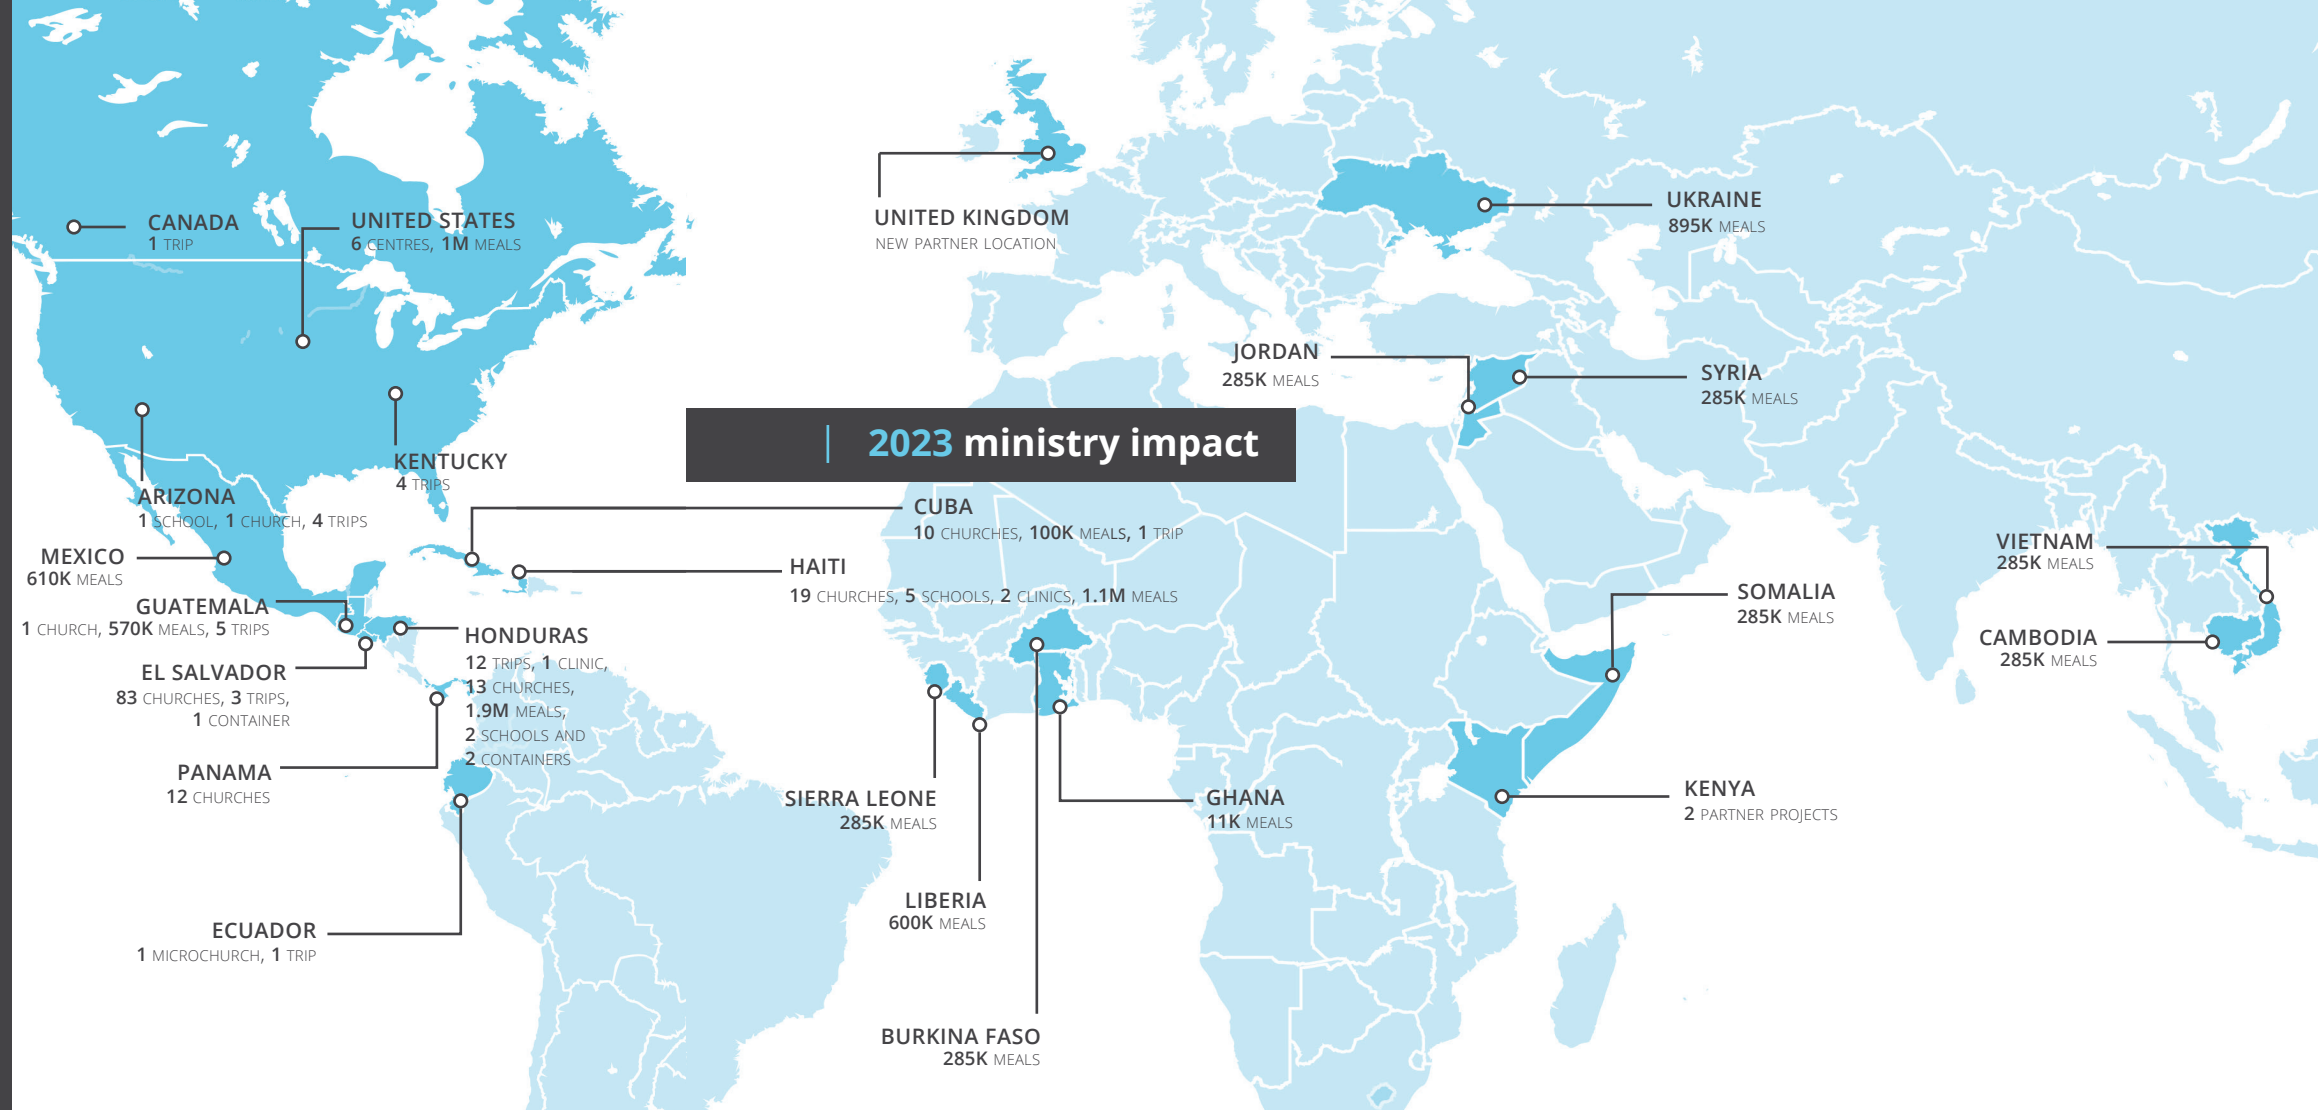 CANADA
1 TRIP
UNITED STATES
6 CENTRES, 1M MEALS
UNITED KINGDOM
NEW PARTNER LOCATION
UKRAINE
895K MEALS
JORDAN
285K MEALS
SYRIA
285K MEALS
2023 ministry impact
KENTUCKY
4 TRIPS
ARIZONA
1 SCHOOL, 1 CHURCH, 4 TRIPS
CUBA
10 CHURCHES, 100K MEALS, 1 TRIP
MEXICO
610K MEALS
HAITI
19 CHURCHES, 5 SCHOOLS, 2 CLINICS, 1.1M MEALS
VIETNAM
285K MEALS
GUATEMALA
1 CHURCH, 570K MEALS, 5 TRIPS
HONDURAS
12 TRIPS, 1 CLINIC,
13 CHURCHES,
1.9M MEALS,
2 SCHOOLS AND
2 CONTAINERS
SOMALIA
285K MEALS
CAMBODIA
285K MEALS
EL SALVADOR
83 CHURCHES, 3 TRIPS,
1 CONTAINER
PANAMA
12 CHURCHES
SIERRA LEONE
285K MEALS
GHANA
11K MEALS
KENYA
2 PARTNER PROJECTS
LIBERIA
600K MEALS
ECUADOR
1 MICROCHURCH, 1 TRIP
BURKINA FASO
285K MEALS